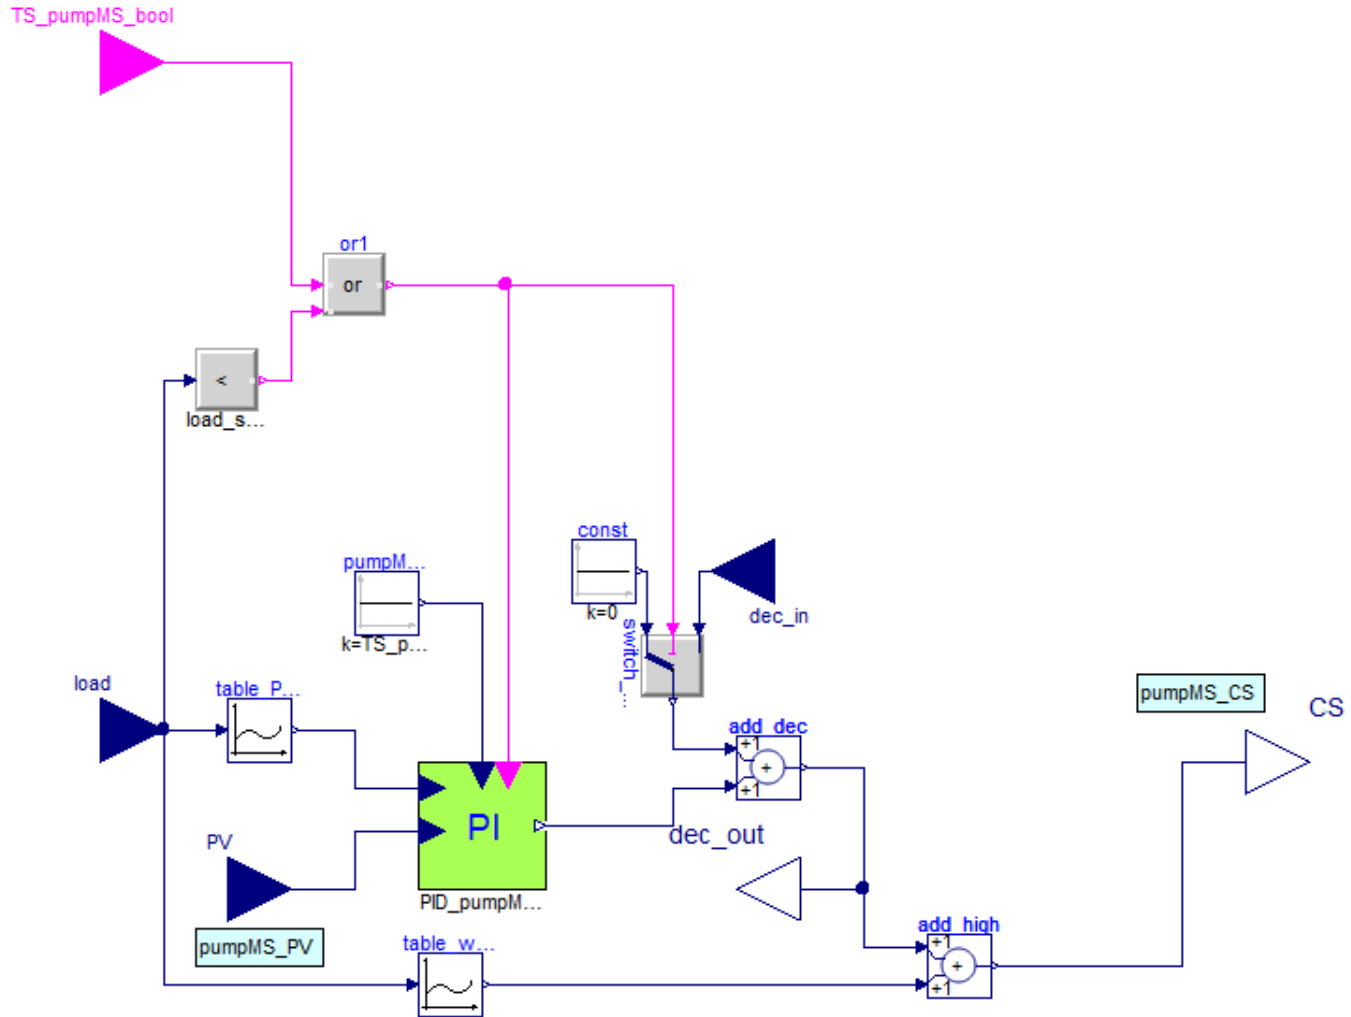 TS_pumpMS_bool
or1
or
<
load_s...
const
k=0
pumpM...
k=TS_p...
dec_in
switch_...
load
table_P...
pumpMS_CS
CS
add_dec
+1
+
+1
PI
dec_out
PV
PID_pumpM...
pumpMS_PV
table_w...
add_high
+1
+
+1